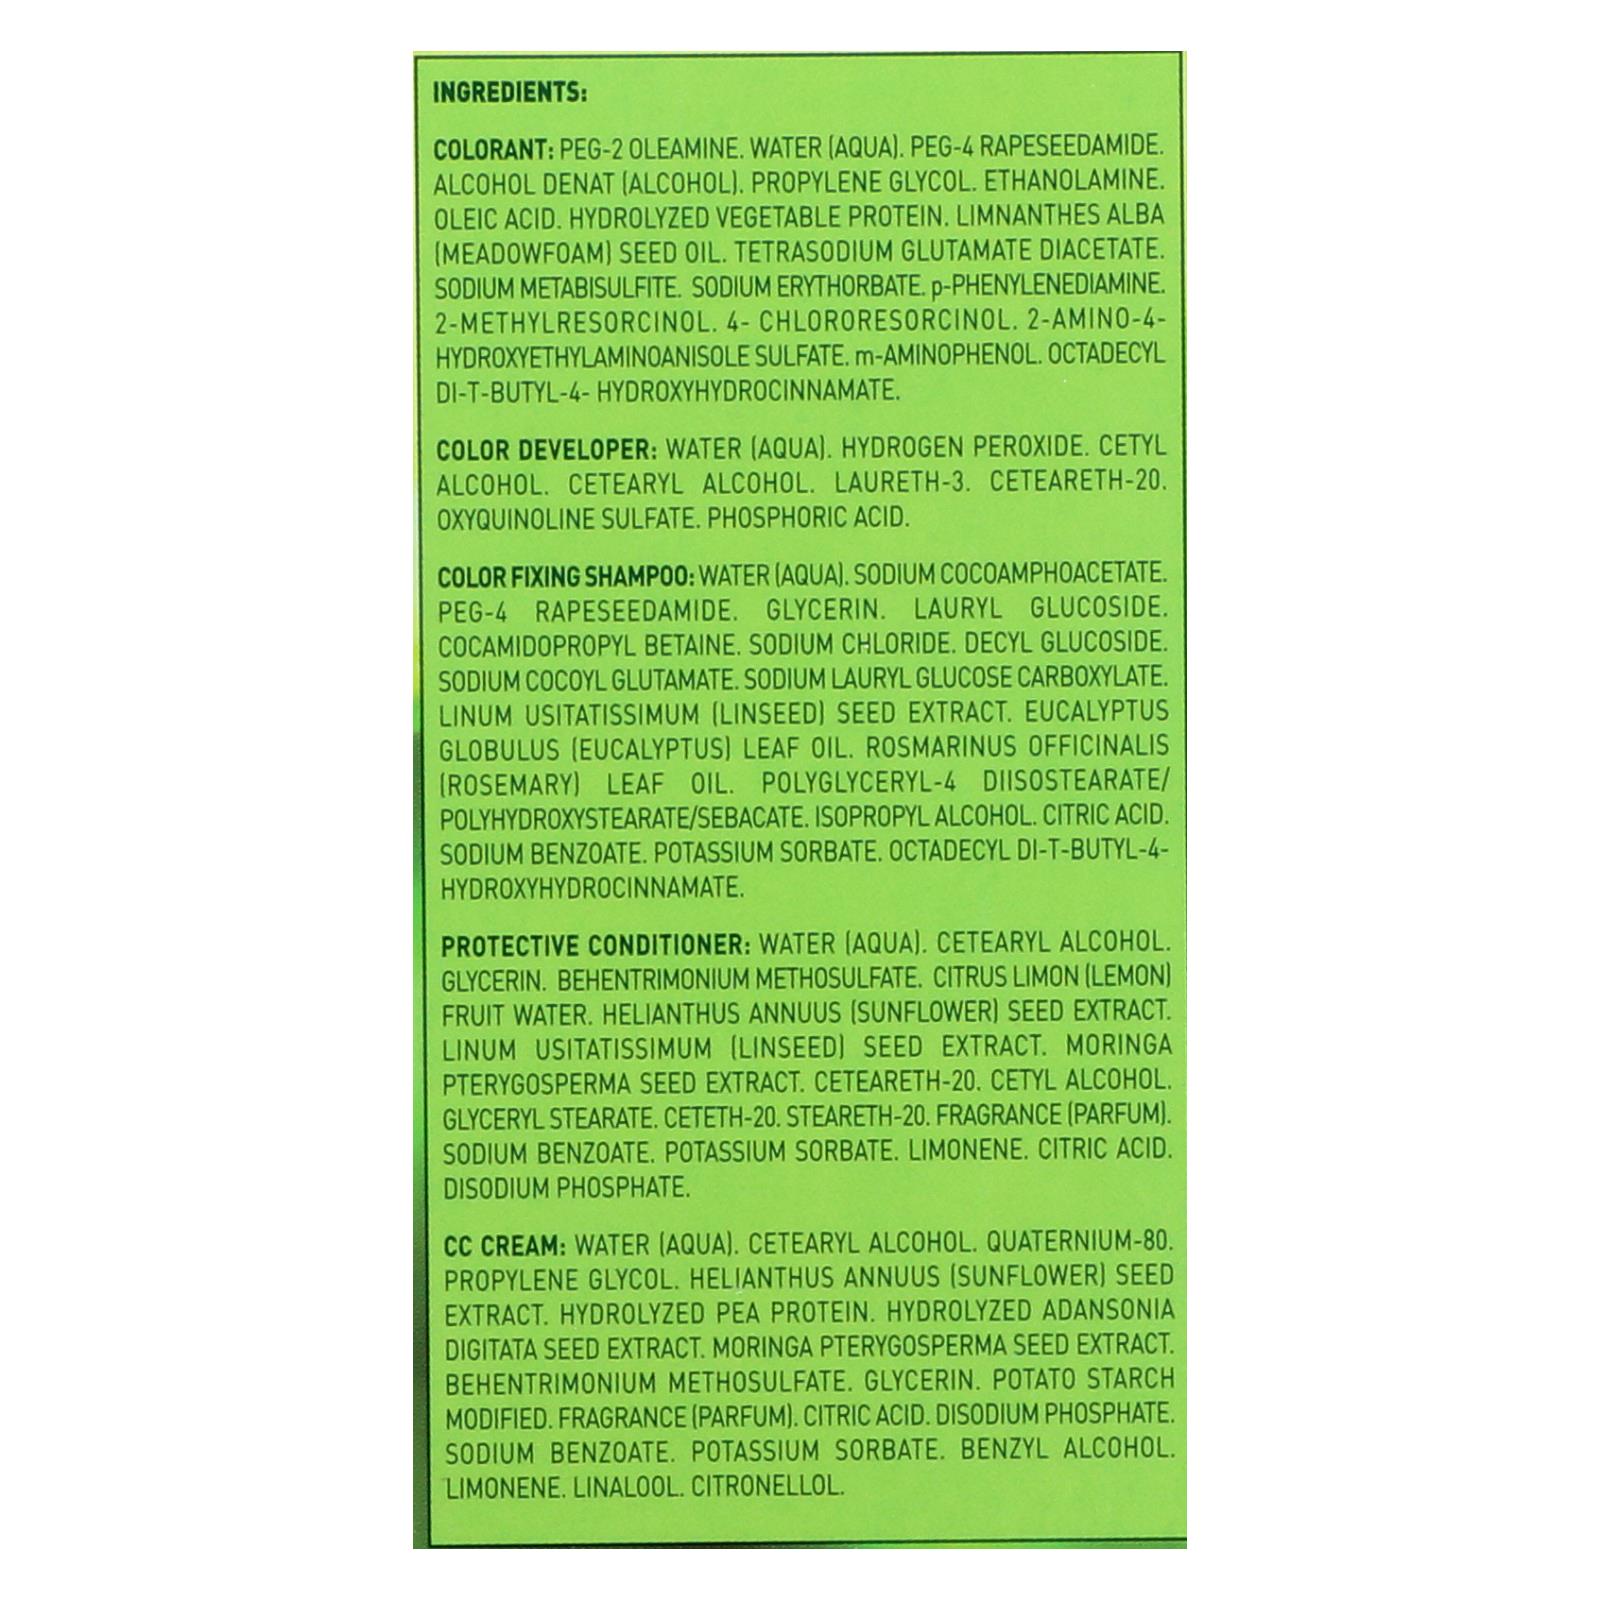 INGREDIENTS:
COLORANT: PEG-2 OLEAMINE. WATER (AQUA). PEG-4 RAPESEEDAMIDE.
ALCOHOL DENAT (ALCOHOL). PROPYLENE GLYCOL. ETHANOLAMINE.
OLEIC ACID. HYDROLYZED VEGETABLE PROTEIN. LIMNANTHES ALBA
(MEADOWFOAM) SEED OIL. TETRASODIUM GLUTAMATE DIACETATE.
SODIUM METABISULFITE. SODIUM ERYTHORBATE. p-PHENYLENEDIAMINE.
2-METHYLRESORCINOL. 4- CHLORORESORCINOL. 2-AMINO-4-
HYDROXYETHYLAMINOANISOLE SULFATE. m-AMINOPHENOL. OCTADECYL
DI-T-BUTYL-4- HYDROXYHYDROCINNAMATE.
COLOR DEVELOPER: WATER (AQUA). HYDROGEN PEROXIDE. CETYL
ALCOHOL. CETEARYL ALCOHOL. LAURETH-3. CETEARETH-20.
OXYQUINOLINE SULFATE. PHOSPHORIC ACID.
COLOR FIXING SHAMPOO: WATER (AQUA). SODIUM COCOAMPHOACETATE.
PEG-4 RAPESEEDAMIDE. GLYCERIN. LAURYL GLUCOSIDE.
COCAMIDOPROPYL BETAINE. SODIUM CHLORIDE. DECYL GLUCOSIDE.
SODIUM COCOYL GLUTAMATE. SODIUM LAURYL GLUCOSE CARBOXYLATE.
LINUM USITATISSIMUM (LINSEED) SEED EXTRACT. EUCALYPTUS
GLOBULUS (EUCALYPTUS) LEAF OIL. ROSMARINUS OFFICINALIS
(ROSEMARY) LEAF OIL. POLYGLYCERYL-4 DIISOSTEARATE/
POLYHYDROXYSTEARATE/SEBACATE. ISOPROPYL ALCOHOL. CITRIC ACID.
SODIUM BENZOATE. POTASSIUM SORBATE. OCTADECYL DI-T-BUTYL-4-
HYDROXYHYDROCINNAMATE.
PROTECTIVE CONDITIONER: WATER (AQUA). CETEARYL ALCOHOL.
GLYCERIN. BEHENTRIMONIUM METHOSULFATE. CITRUS LIMON (LEMON)
FRUIT WATER. HELIANTHUS ANNUUS (SUNFLOWER) SEED EXTRACT.
LINUM USITATISSIMUM (LINSEED) SEED EXTRACT. MORINGA
PTERYGOSPERMA SEED EXTRACT. CETEARETH-20. CETYL ALCOHOL.
GLYCERYL STEARATE. CETETH-20. STEARETH-20. FRAGRANCE (PARFUM).
SODIUM BENZOATE. POTASSIUM SORBATE. LIMONENE. CITRIC ACID.
DISODIUM PHOSPHATE.
CC CREAM: WATER (AQUA). CETEARYL ALCOHOL. QUATERNIUM-80.
PROPYLENE GLYCOL. HELIANTHUS ANNUUS (SUNFLOWER) SEED
EXTRACT. HYDROLYZED PEA PROTEIN. HYDROLYZED ADANSONIA
DIGITATA SEED EXTRACT. MORINGA PTERYGOSPERMA SEED EXTRACT.
BEHENTRIMONIUM METHOSULFATE. GLYCERIN. POTATO STARCH
MODIFIED. FRAGRANCE (PARFUM). CITRIC ACID. DISODIUM PHOSPHATE.
SODIUM BENZOATE. POTASSIUM SORBATE. BENZYL ALCOHOL.
LIMONENE. LINALOOL. CITRONELLOL.